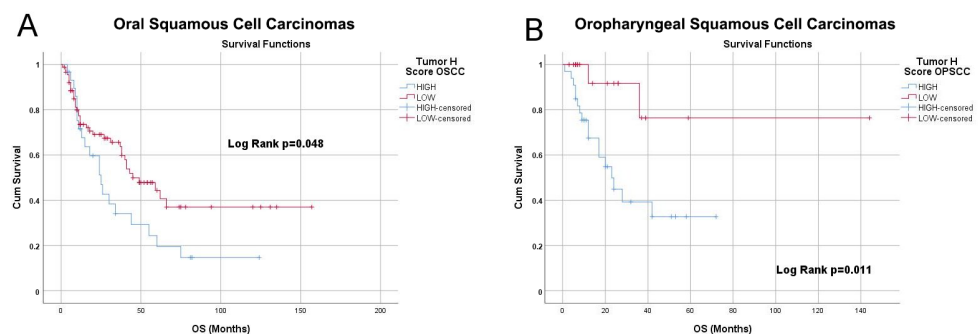 A
Oral Squamous Cell Carcinomas
Survival Functions
Tumor H
Score OSCC
HIGH
LOW
HIGH-censored
LOW-censored
Log Rank p=0.048
Cum Survival
1
0.8
0.6
0.4
0.2
0
0
50
100
150
200
OS (Months)
B
Oropharyngeal Squamous Cell Carcinomas
Survival Functions
Tumor H
Score OPSCC
HIGH
LOW
HIGH-censored
LOW-censored
Log Rank p=0.011
Cum Survival
1
0.8
0.6
0.4
0.2
0
0
20
40
60
80
100
120
140
OS (Months)